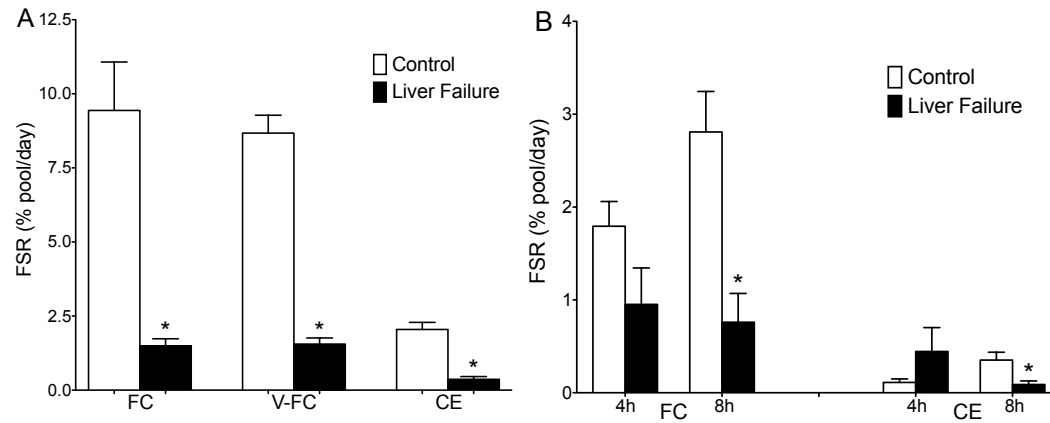 A
12.5
10.0
7.5
5.0
2.5
0.0
FSR (% pool/day)
Control
Liver Failure
*
*
*
FC
V-FC
CE
B
4
3
2
1
0
FSR (% pool/day)
Control
Liver Failure
*
*
4h
FC
8h
4h
CE
8h